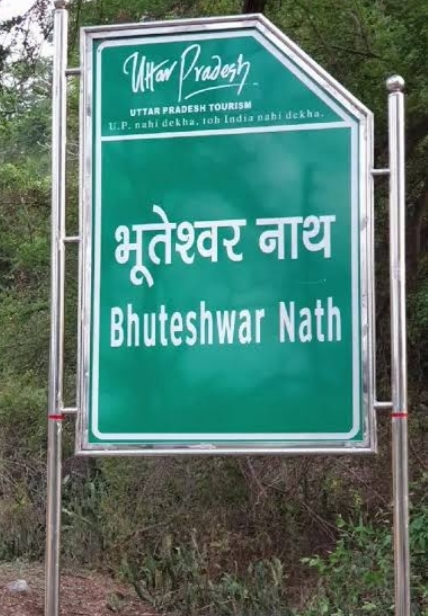 Uttar Pradesh
UTTAR PRADESH TOURISM
U.P. nahi dekha, toh India nahi dekha.
भूतेश्वर नाथ
Bhuteshwar Nath